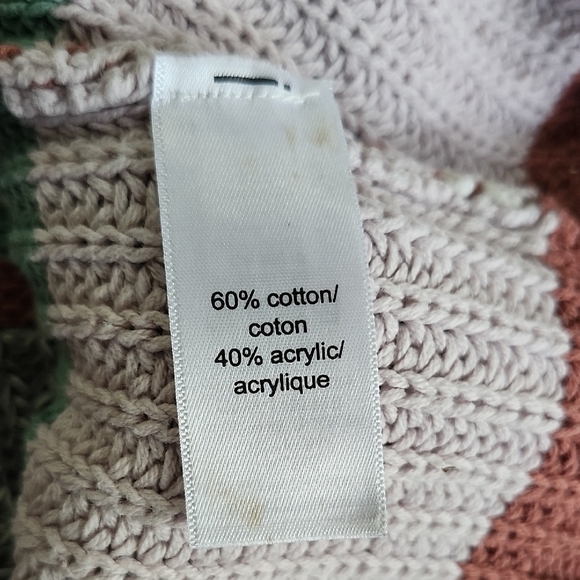 60% cotton/
coton
40% acrylic/
acrylique